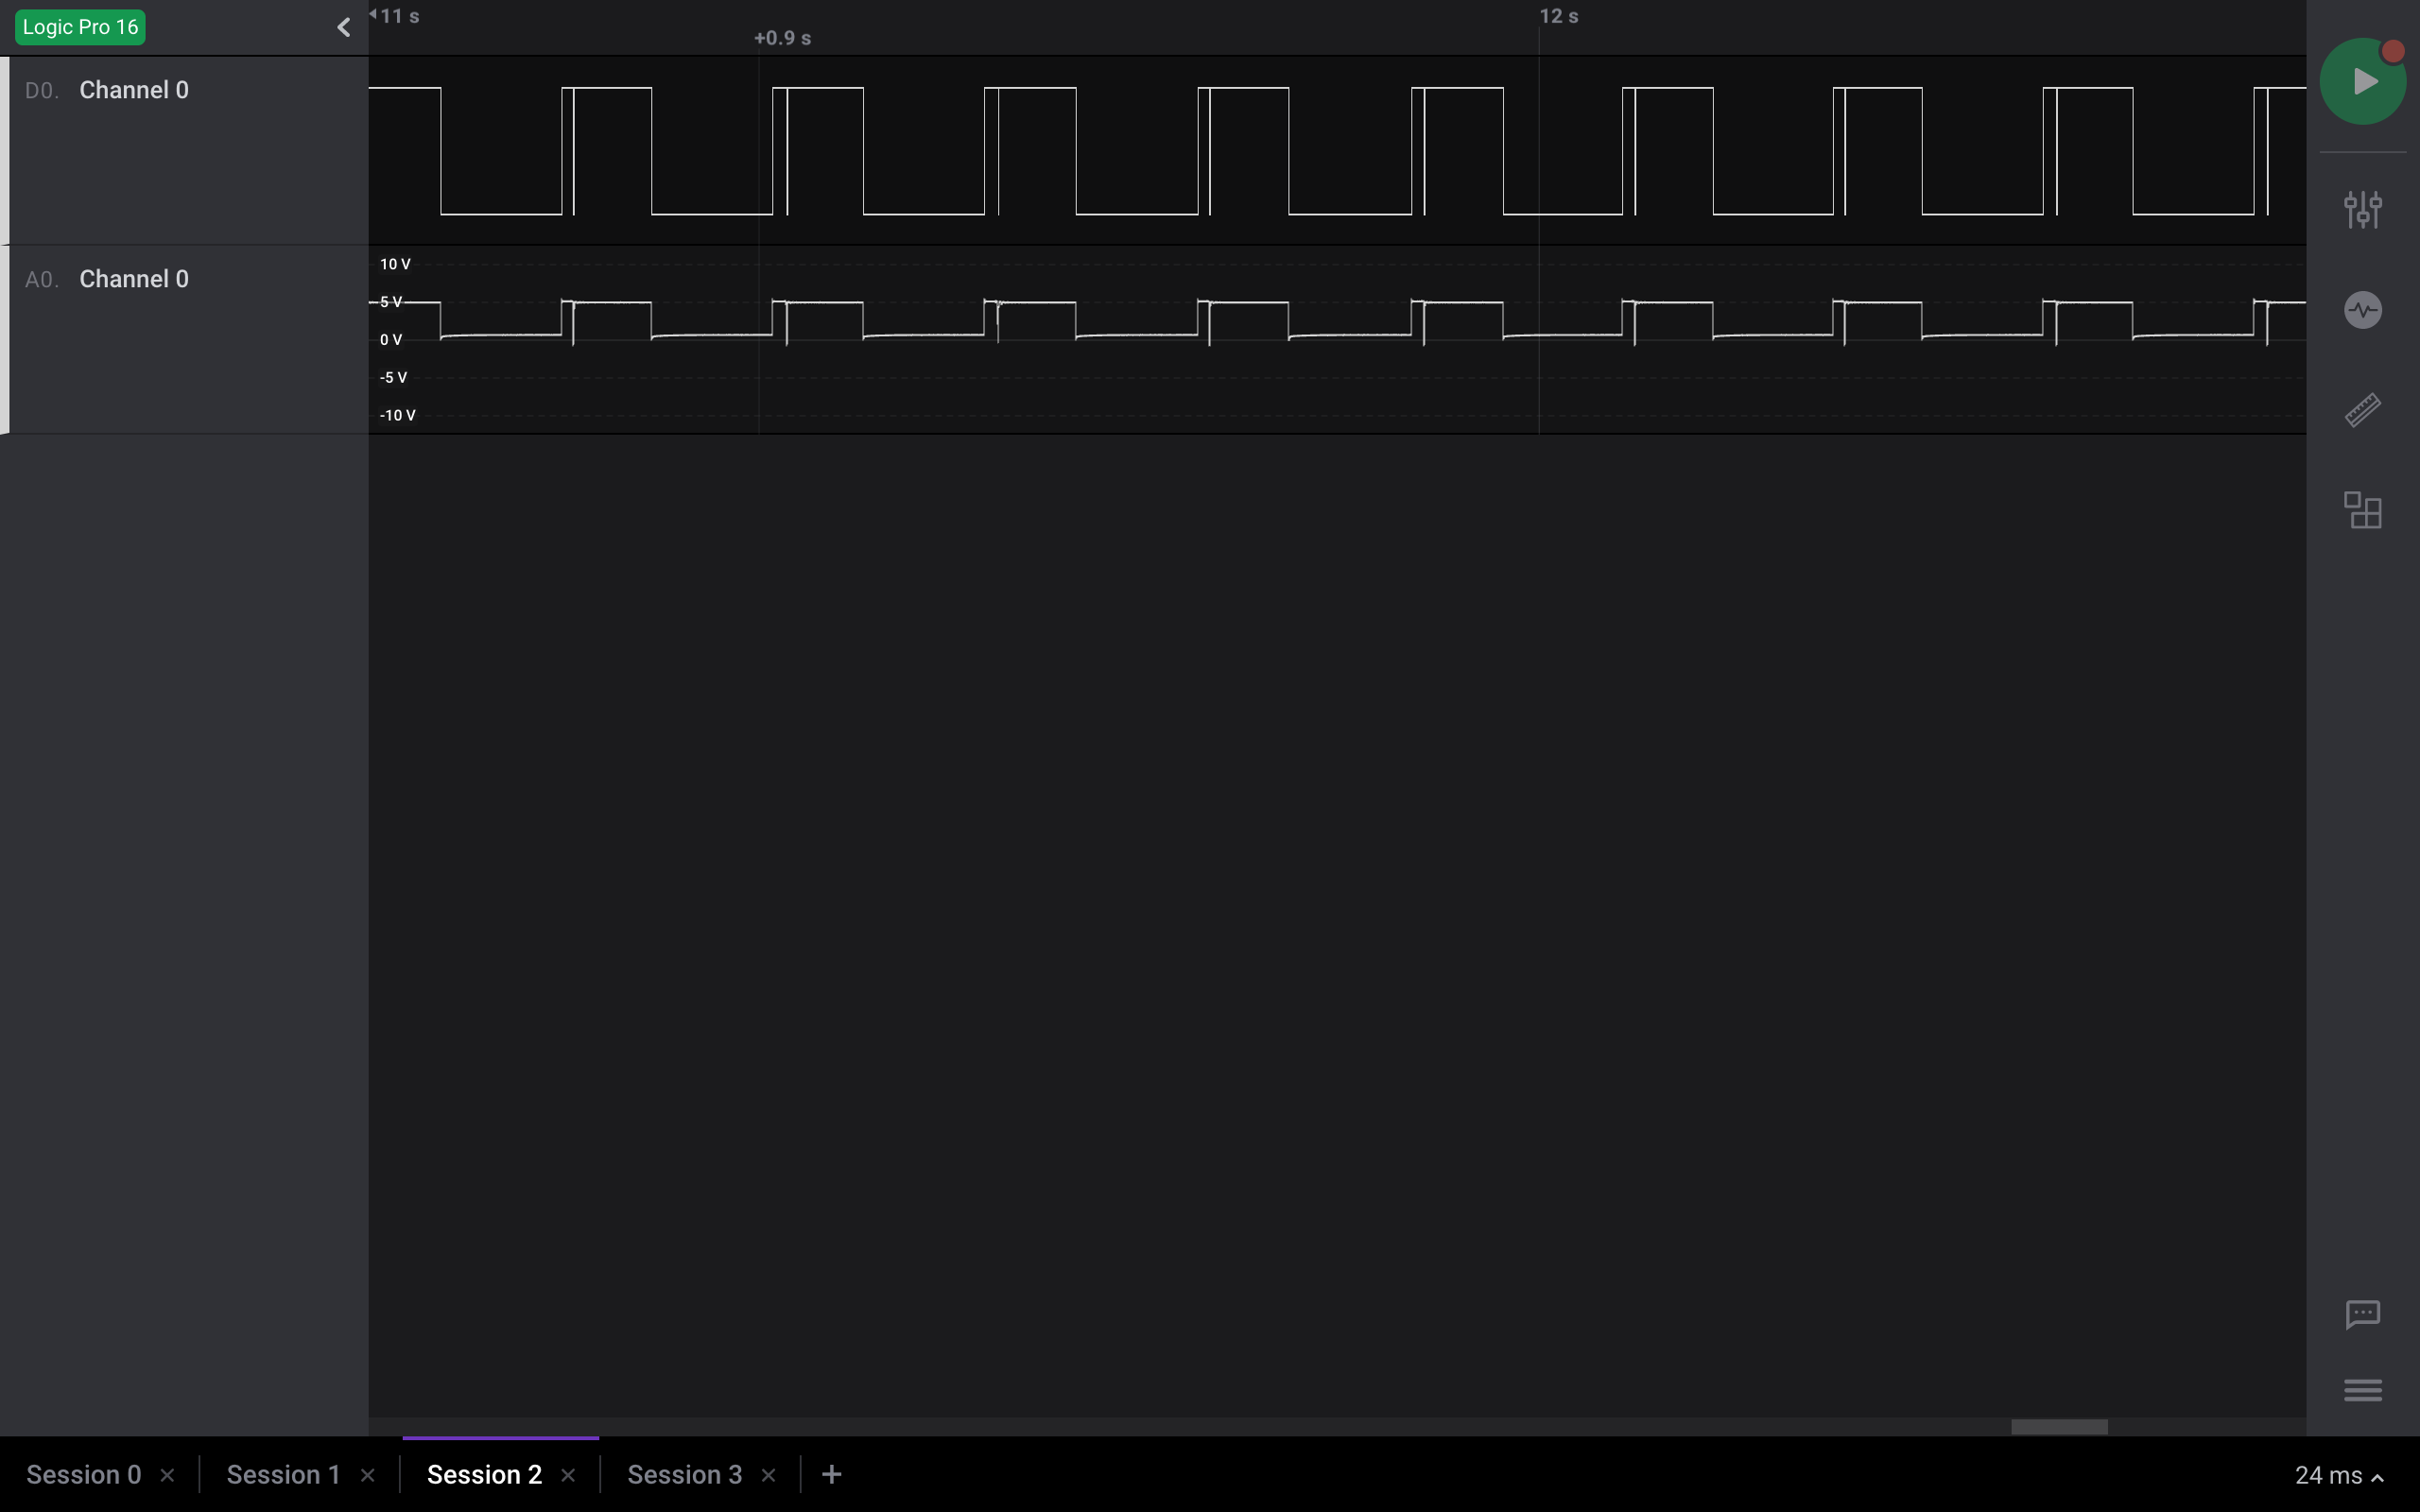 Logic Pro 16
11 s
12 s
+0.9 s
D0. Channel 0
A0. Channel 0
10 V
5 V
0 V
-5 V
-10 V
Session 0
Session 1
Session 2
Session 3
24 ms